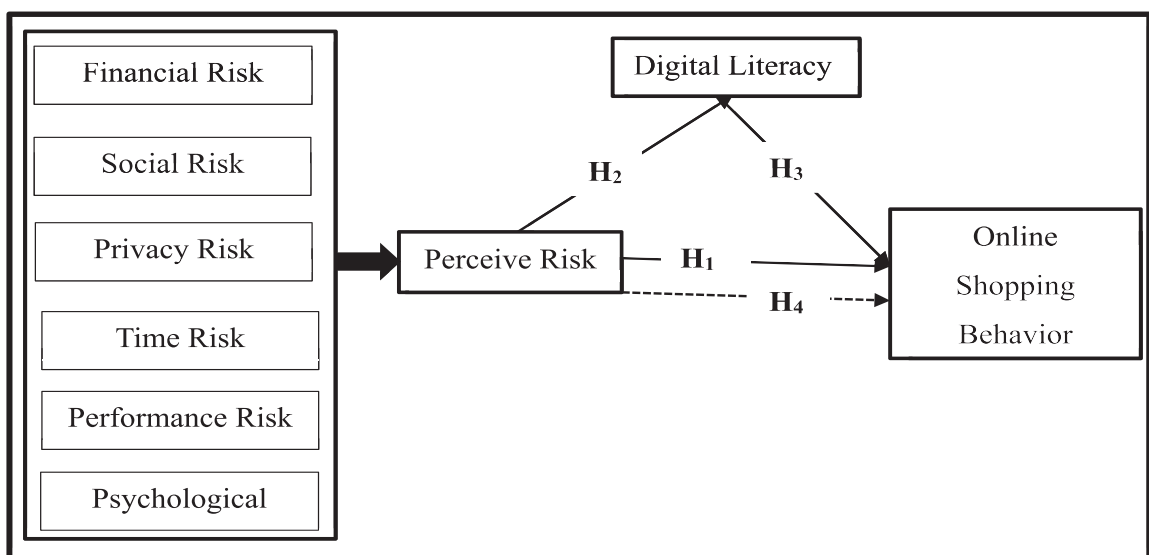 Financial Risk
Social Risk
Privacy Risk
Time Risk
Performance Risk
Psychological
Perceive Risk
Digital Literacy
H₂
H₃
H₁
H₄
Online
Shopping
Behavior